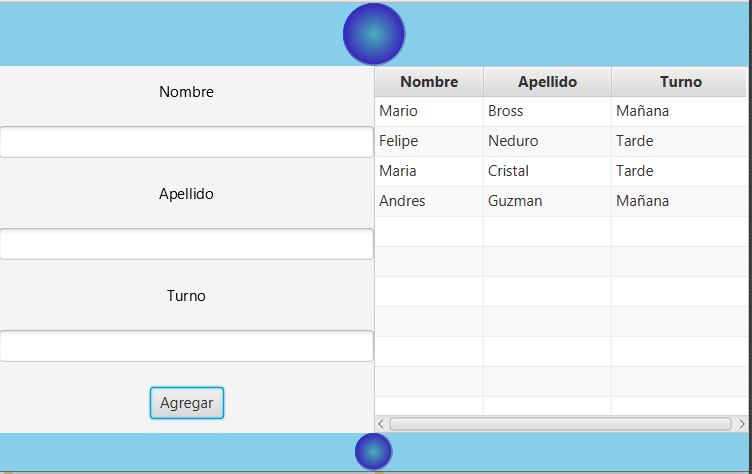 Nombre
Apellido
Turno
Agregar
Nombre Apellido Turno
Mario Bross Mañana
Felipe Neduro Tarde
Maria Cristal Tarde
Andres Guzman Mañana